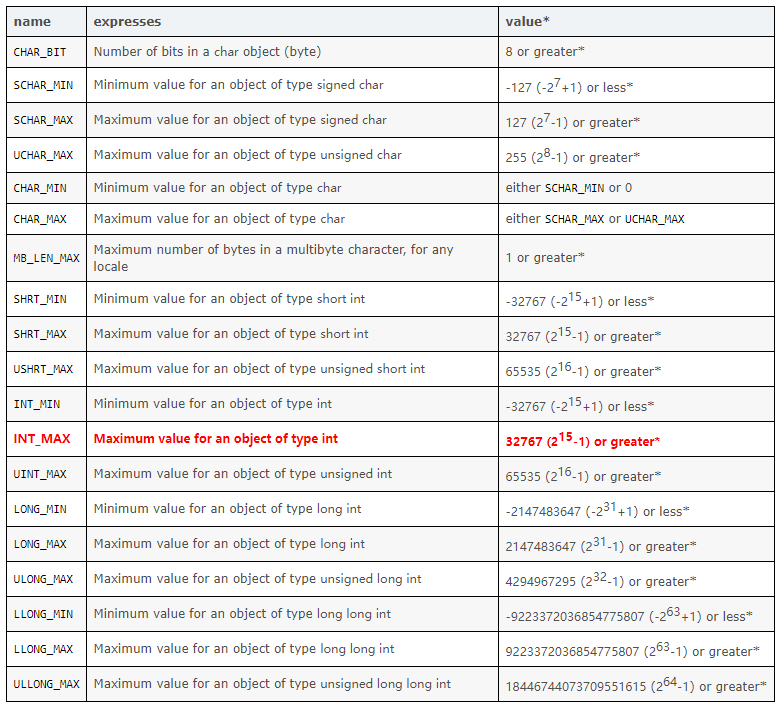 name expresses value*
CHAR_BIT Number of bits in a char object (byte) 8 or greater*
SCHAR_MIN Minimum value for an object of type signed char -127 (-2^7+1) or less*
SCHAR_MAX Maximum value for an object of type signed char 127 (2^7-1) or greater*
UCHAR_MAX Maximum value for an object of type unsigned char 255 (2^8-1) or greater*
CHAR_MIN Minimum value for an object of type char either SCHAR_MIN or 0
CHAR_MAX Maximum value for an object of type char either SCHAR_MAX or UCHAR_MAX
MB_LEN_MAX Maximum number of bytes in a multibyte character, for any
locale 1 or greater*
SHRT_MIN Minimum value for an object of type short int -32767 (-2^15+1) or less*
SHRT_MAX Maximum value for an object of type short int 32767 (2^15-1) or greater*
USHRT_MAX Maximum value for an object of type unsigned short int 65535 (2^16-1) or greater*
INT_MIN Minimum value for an object of type int -32767 (-2^15+1) or less*
INT_MAX Maximum value for an object of type int 32767 (2^15-1) or greater*
UINT_MAX Maximum value for an object of type unsigned int 65535 (2^16-1) or greater*
LONG_MIN Minimum value for an object of type long int -2147483647 (-2^31+1) or less*
LONG_MAX Maximum value for an object of type long int 2147483647 (2^31-1) or greater*
ULONG_MAX Maximum value for an object of type unsigned long int 4294967295 (2^32-1) or greater*
LLONG_MIN Minimum value for an object of type long long int -9223372036854775807 (-2^63+1) or less*
LLONG_MAX Maximum value for an object of type long long int 9223372036854775807 (2^63-1) or greater*
ULLONG_MAX Maximum value for an object of type unsigned long long int 18446744073709551615 (2^64-1) or greater*